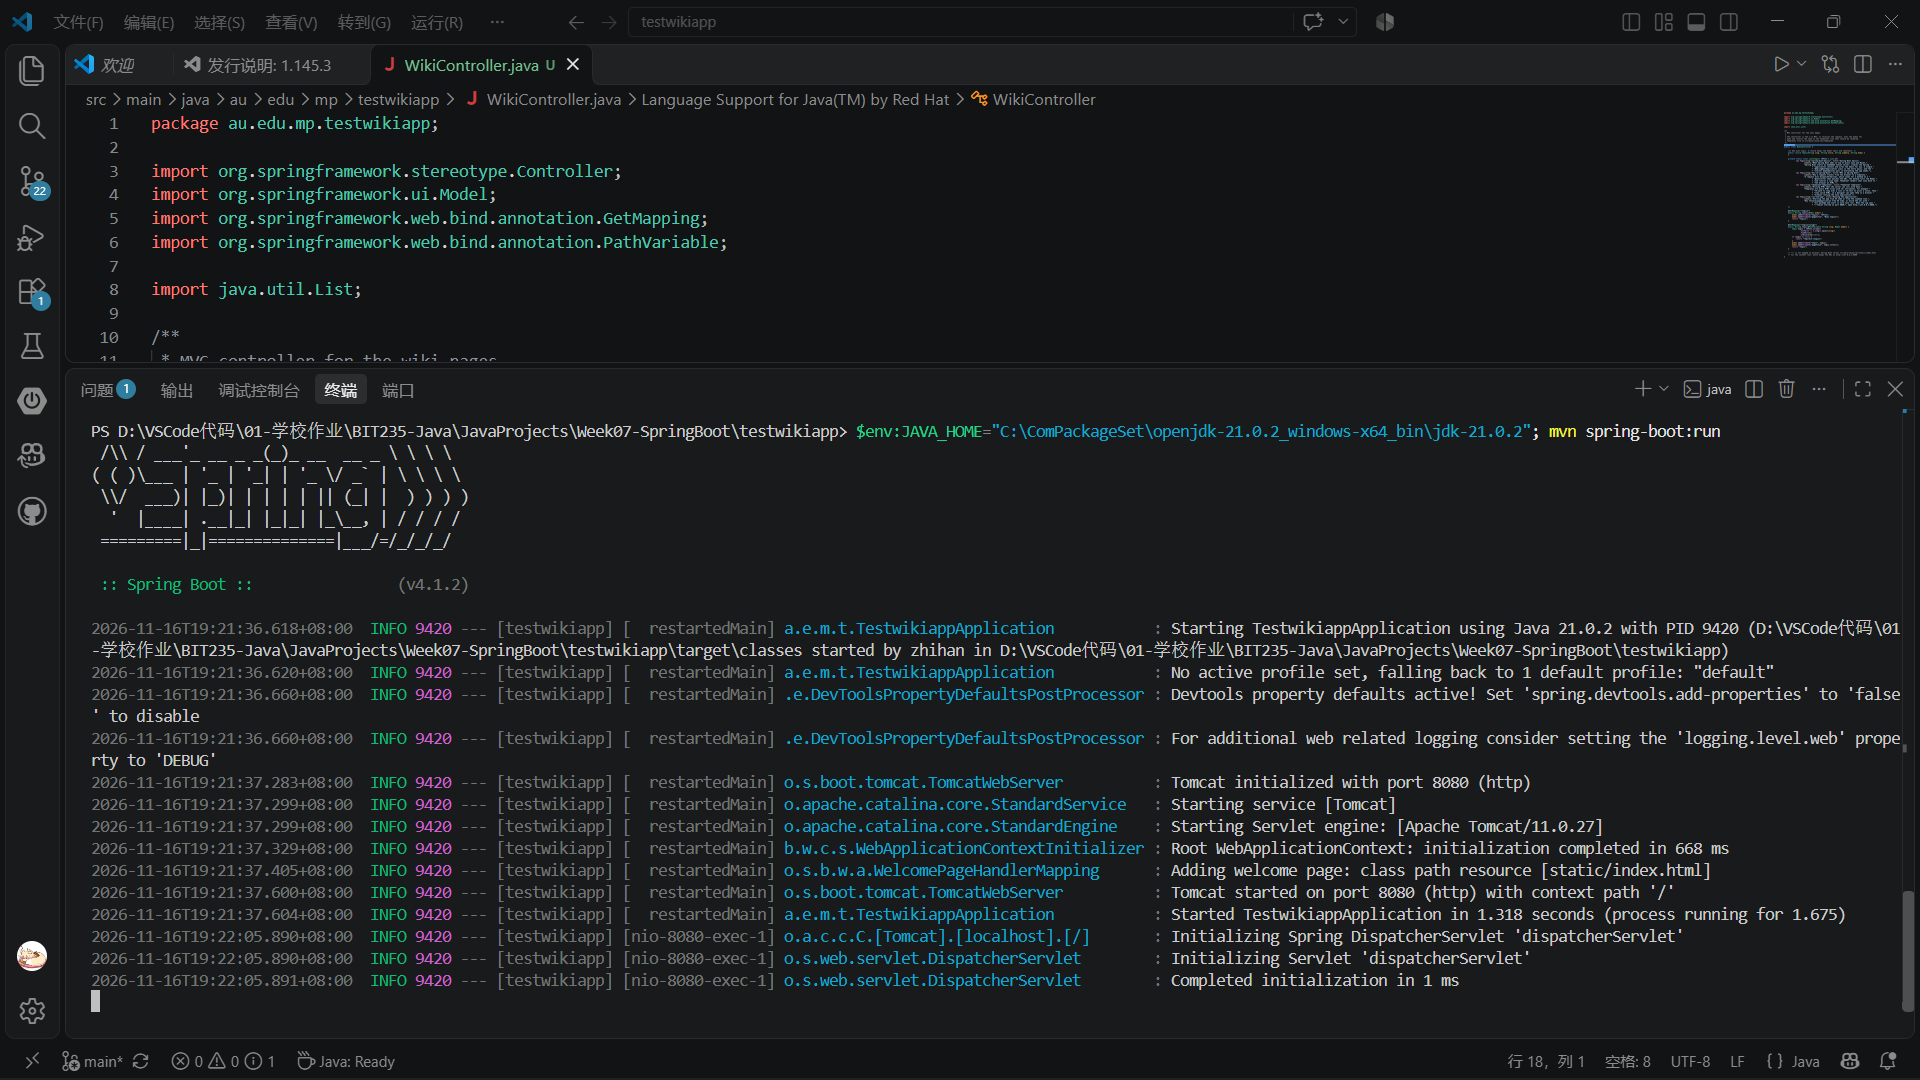 文件(F) 编辑(E) 选择(S) 查看(V) 转到(G) 运行(R) ··· testwikiapp
欢迎 发行说明: 1.145.3 J WikiController.java U
src > main > java > au > edu > mp > testwikiapp > J WikiController.java > Language Support for Java(TM) by Red Hat > WikiController
1 package au.edu.mp.testwikiapp;
2
3 import org.springframework.stereotype.Controller;
4 import org.springframework.ui.Model;
5 import org.springframework.web.bind.annotation.GetMapping;
6 import org.springframework.web.bind.annotation.PathVariable;
7
8 import java.util.List;
9
10 /**
11 * MVC controller for the wiki pages
22
1
问题 1 输出 调试控制台 终端 端口 java
PS D:\VSCode代码\01-学校作业\BIT235-Java\JavaProjects\Week07-SpringBoot\testwikiapp> $env:JAVA_HOME="C:\ComPackageSet\openjdk-21.0.2_windows-x64_bin\jdk-21.0.2"; mvn spring-boot:run
 /\\ / ___'_ __ _ _(_)_ __  __ _ \ \ \ \
( ( )\___ | '_ | '_| | '_ \/ _` | \ \ \ \
 \\/  ___)| |_)| | | | | || (_| |  ) ) ) )
  '  |____| .__|_| |_|_| |_\__, | / / / /
 =========|_|==============|___/=/_/_/_/
:: Spring Boot :: (v4.1.2)
2026-11-16T19:21:36.618+08:00 INFO 9420 --- [testwikiapp] [ restartedMain] a.e.m.t.TestwikiappApplication : Starting TestwikiappApplication using Java 21.0.2 with PID 9420 (D:\VSCode代码\01
-学校作业\BIT235-Java\JavaProjects\Week07-SpringBoot\testwikiapp\target\classes started by zhihan in D:\VSCode代码\01-学校作业\BIT235-Java\JavaProjects\Week07-SpringBoot\testwikiapp)
2026-11-16T19:21:36.620+08:00 INFO 9420 --- [testwikiapp] [ restartedMain] a.e.m.t.TestwikiappApplication : No active profile set, falling back to 1 default profile: "default"
2026-11-16T19:21:36.660+08:00 INFO 9420 --- [testwikiapp] [ restartedMain] .e.DevToolsPropertyDefaultsPostProcessor : Devtools property defaults active! Set 'spring.devtools.add-properties' to 'false
' to disable
2026-11-16T19:21:36.660+08:00 INFO 9420 --- [testwikiapp] [ restartedMain] .e.DevToolsPropertyDefaultsPostProcessor : For additional web related logging consider setting the 'logging.level.web' prope
rty to 'DEBUG'
2026-11-16T19:21:37.283+08:00 INFO 9420 --- [testwikiapp] [ restartedMain] o.s.boot.tomcat.TomcatWebServer : Tomcat initialized with port 8080 (http)
2026-11-16T19:21:37.299+08:00 INFO 9420 --- [testwikiapp] [ restartedMain] o.apache.catalina.core.StandardService : Starting service [Tomcat]
2026-11-16T19:21:37.299+08:00 INFO 9420 --- [testwikiapp] [ restartedMain] o.apache.catalina.core.StandardEngine : Starting Servlet engine: [Apache Tomcat/11.0.27]
2026-11-16T19:21:37.329+08:00 INFO 9420 --- [testwikiapp] [ restartedMain] b.w.c.s.WebApplicationContextInitializer : Root WebApplicationContext: initialization completed in 668 ms
2026-11-16T19:21:37.405+08:00 INFO 9420 --- [testwikiapp] [ restartedMain] o.s.b.w.a.WelcomePageHandlerMapping : Adding welcome page: class path resource [static/index.html]
2026-11-16T19:21:37.600+08:00 INFO 9420 --- [testwikiapp] [ restartedMain] o.s.boot.tomcat.TomcatWebServer : Tomcat started on port 8080 (http) with context path '/'
2026-11-16T19:21:37.604+08:00 INFO 9420 --- [testwikiapp] [ restartedMain] a.e.m.t.TestwikiappApplication : Started TestwikiappApplication in 1.318 seconds (process running for 1.675)
2026-11-16T19:22:05.890+08:00 INFO 9420 --- [testwikiapp] [nio-8080-exec-1] o.a.c.c.C.[Tomcat].[localhost].[/] : Initializing Spring DispatcherServlet 'dispatcherServlet'
2026-11-16T19:22:05.890+08:00 INFO 9420 --- [testwikiapp] [nio-8080-exec-1] o.s.web.servlet.DispatcherServlet : Initializing Servlet 'dispatcherServlet'
2026-11-16T19:22:05.891+08:00 INFO 9420 --- [testwikiapp] [nio-8080-exec-1] o.s.web.servlet.DispatcherServlet : Completed initialization in 1 ms
main* 0 0 1 Java: Ready 行 18, 列 1 空格: 8 UTF-8 LF {} Java